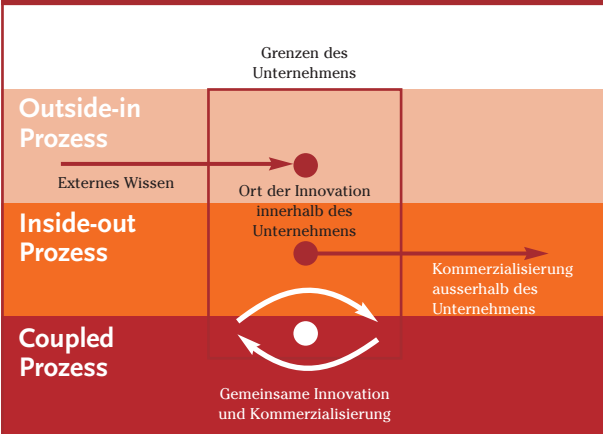 Grenzen des
Unternehmens
Outside-in
Prozess
Externes Wissen
Ort der Innovation
innerhalb des
Unternehmens
Inside-out
Prozess
Kommerzialisierung
ausserhalb des
Unternehmens
Coupled
Prozess
Gemeinsame Innovation
und Kommerzialisierung